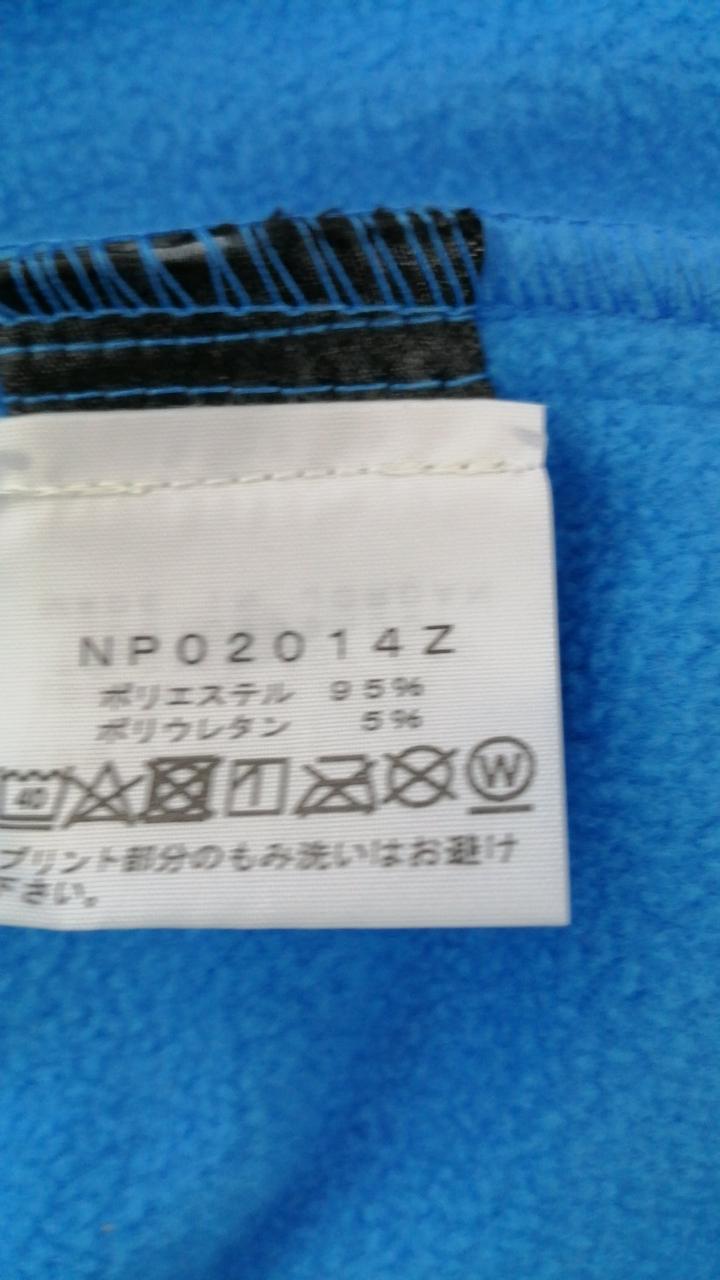 NP02014Z
ポリエステル 95%
ポリウレタン 5%
40 W
プリント部分のもみ洗いはお避け
下さい。